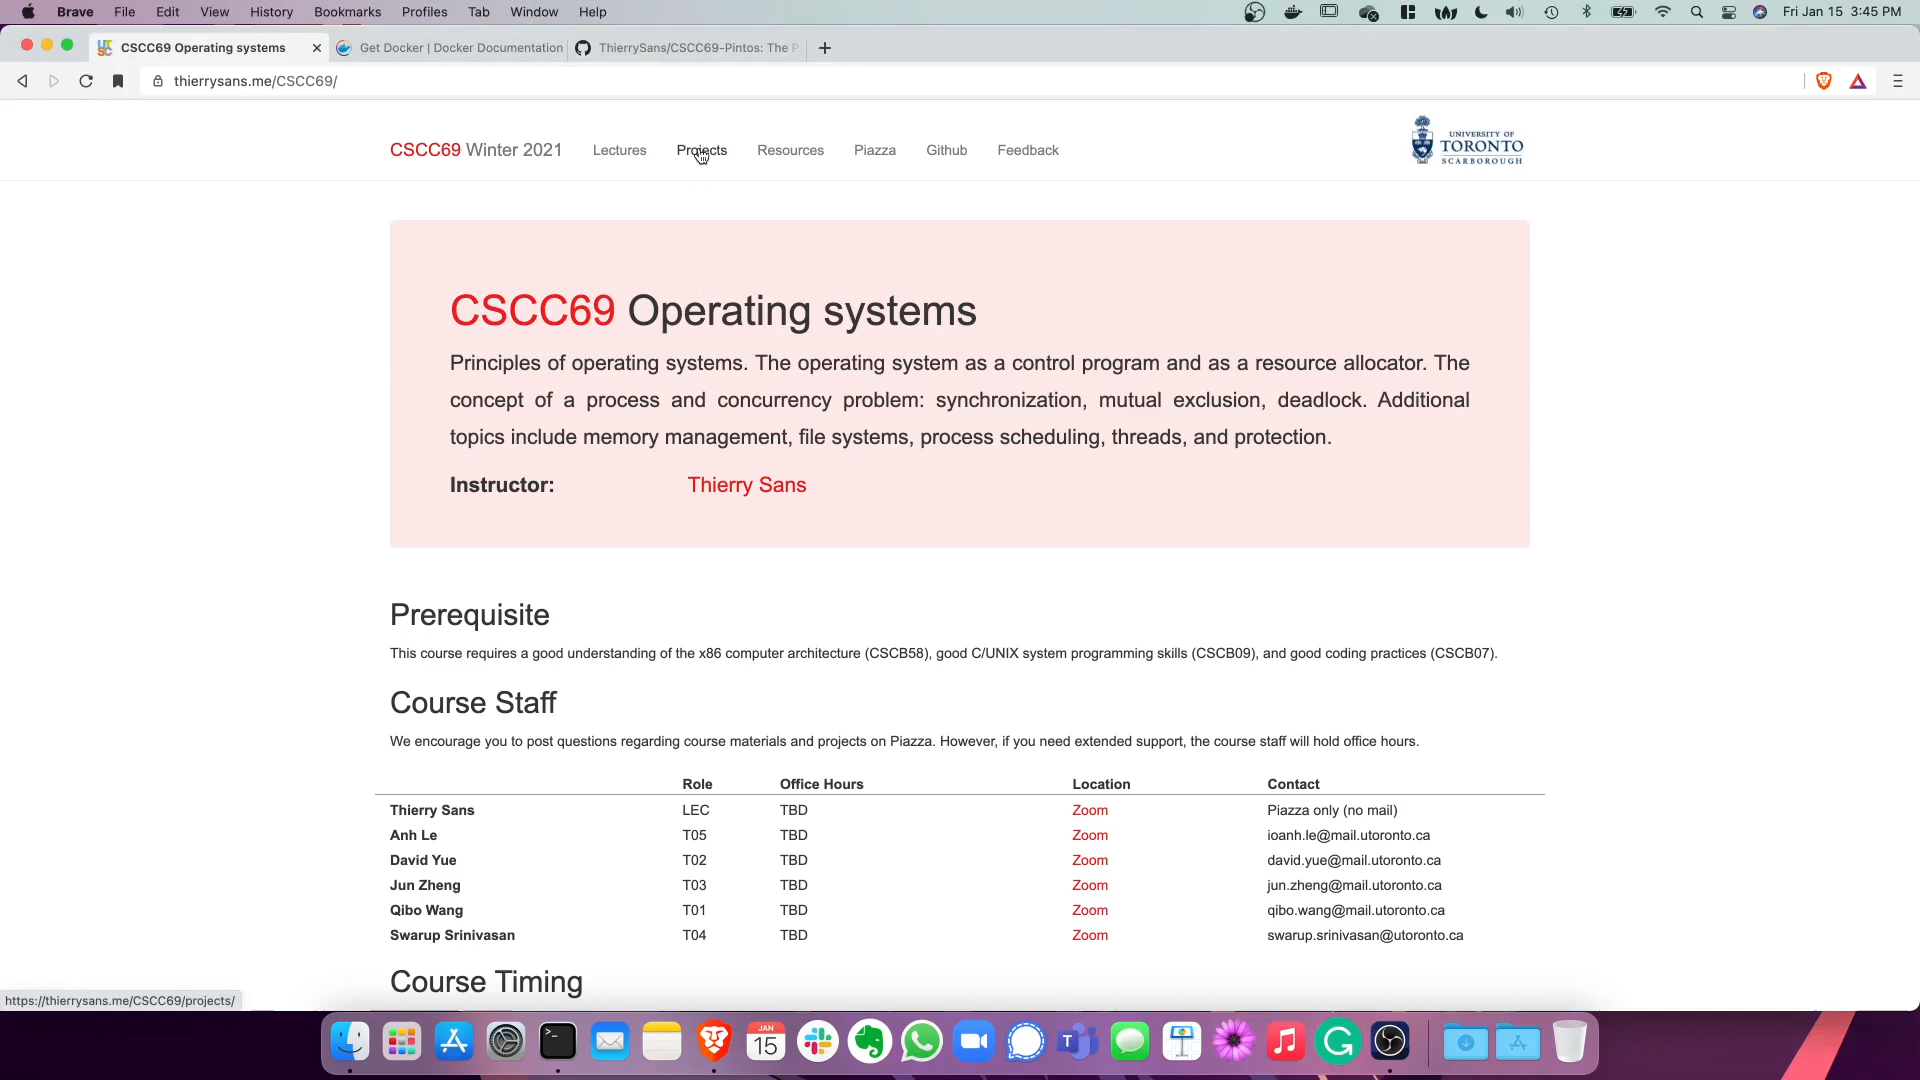 Brave File Edit View History Bookmarks Profiles Tab Window Help Fri Jan 15 3:45 PM
CSCC69 Operating systems Get Docker | Docker Documentation ThierrySans/CSCC69-Pintos: The P
thierrysans.me/CSCC69/
CSCC69 Winter 2021 Lectures Projects Resources Piazza Github Feedback
UNIVERSITY OF
TORONTO
SCARBOROUGH
CSCC69 Operating systems
Principles of operating systems. The operating system as a control program and as a resource allocator. The
concept of a process and concurrency problem: synchronization, mutual exclusion, deadlock. Additional
topics include memory management, file systems, process scheduling, threads, and protection.
Instructor: Thierry Sans
Prerequisite
This course requires a good understanding of the x86 computer architecture (CSCB58), good C/UNIX system programming skills (CSCB09), and good coding practices (CSCB07).
Course Staff
We encourage you to post questions regarding course materials and projects on Piazza. However, if you need extended support, the course staff will hold office hours.
Role Office Hours Location Contact
Thierry Sans LEC TBD Zoom Piazza only (no mail)
Anh Le T05 TBD Zoom ioanh.le@mail.utoronto.ca
David Yue T02 TBD Zoom david.yue@mail.utoronto.ca
Jun Zheng T03 TBD Zoom jun.zheng@mail.utoronto.ca
Qibo Wang T01 TBD Zoom qibo.wang@mail.utoronto.ca
Swarup Srinivasan T04 TBD Zoom swarup.srinivasan@utoronto.ca
Course Timing
https://thierrysans.me/CSCC69/projects/
JAN
15